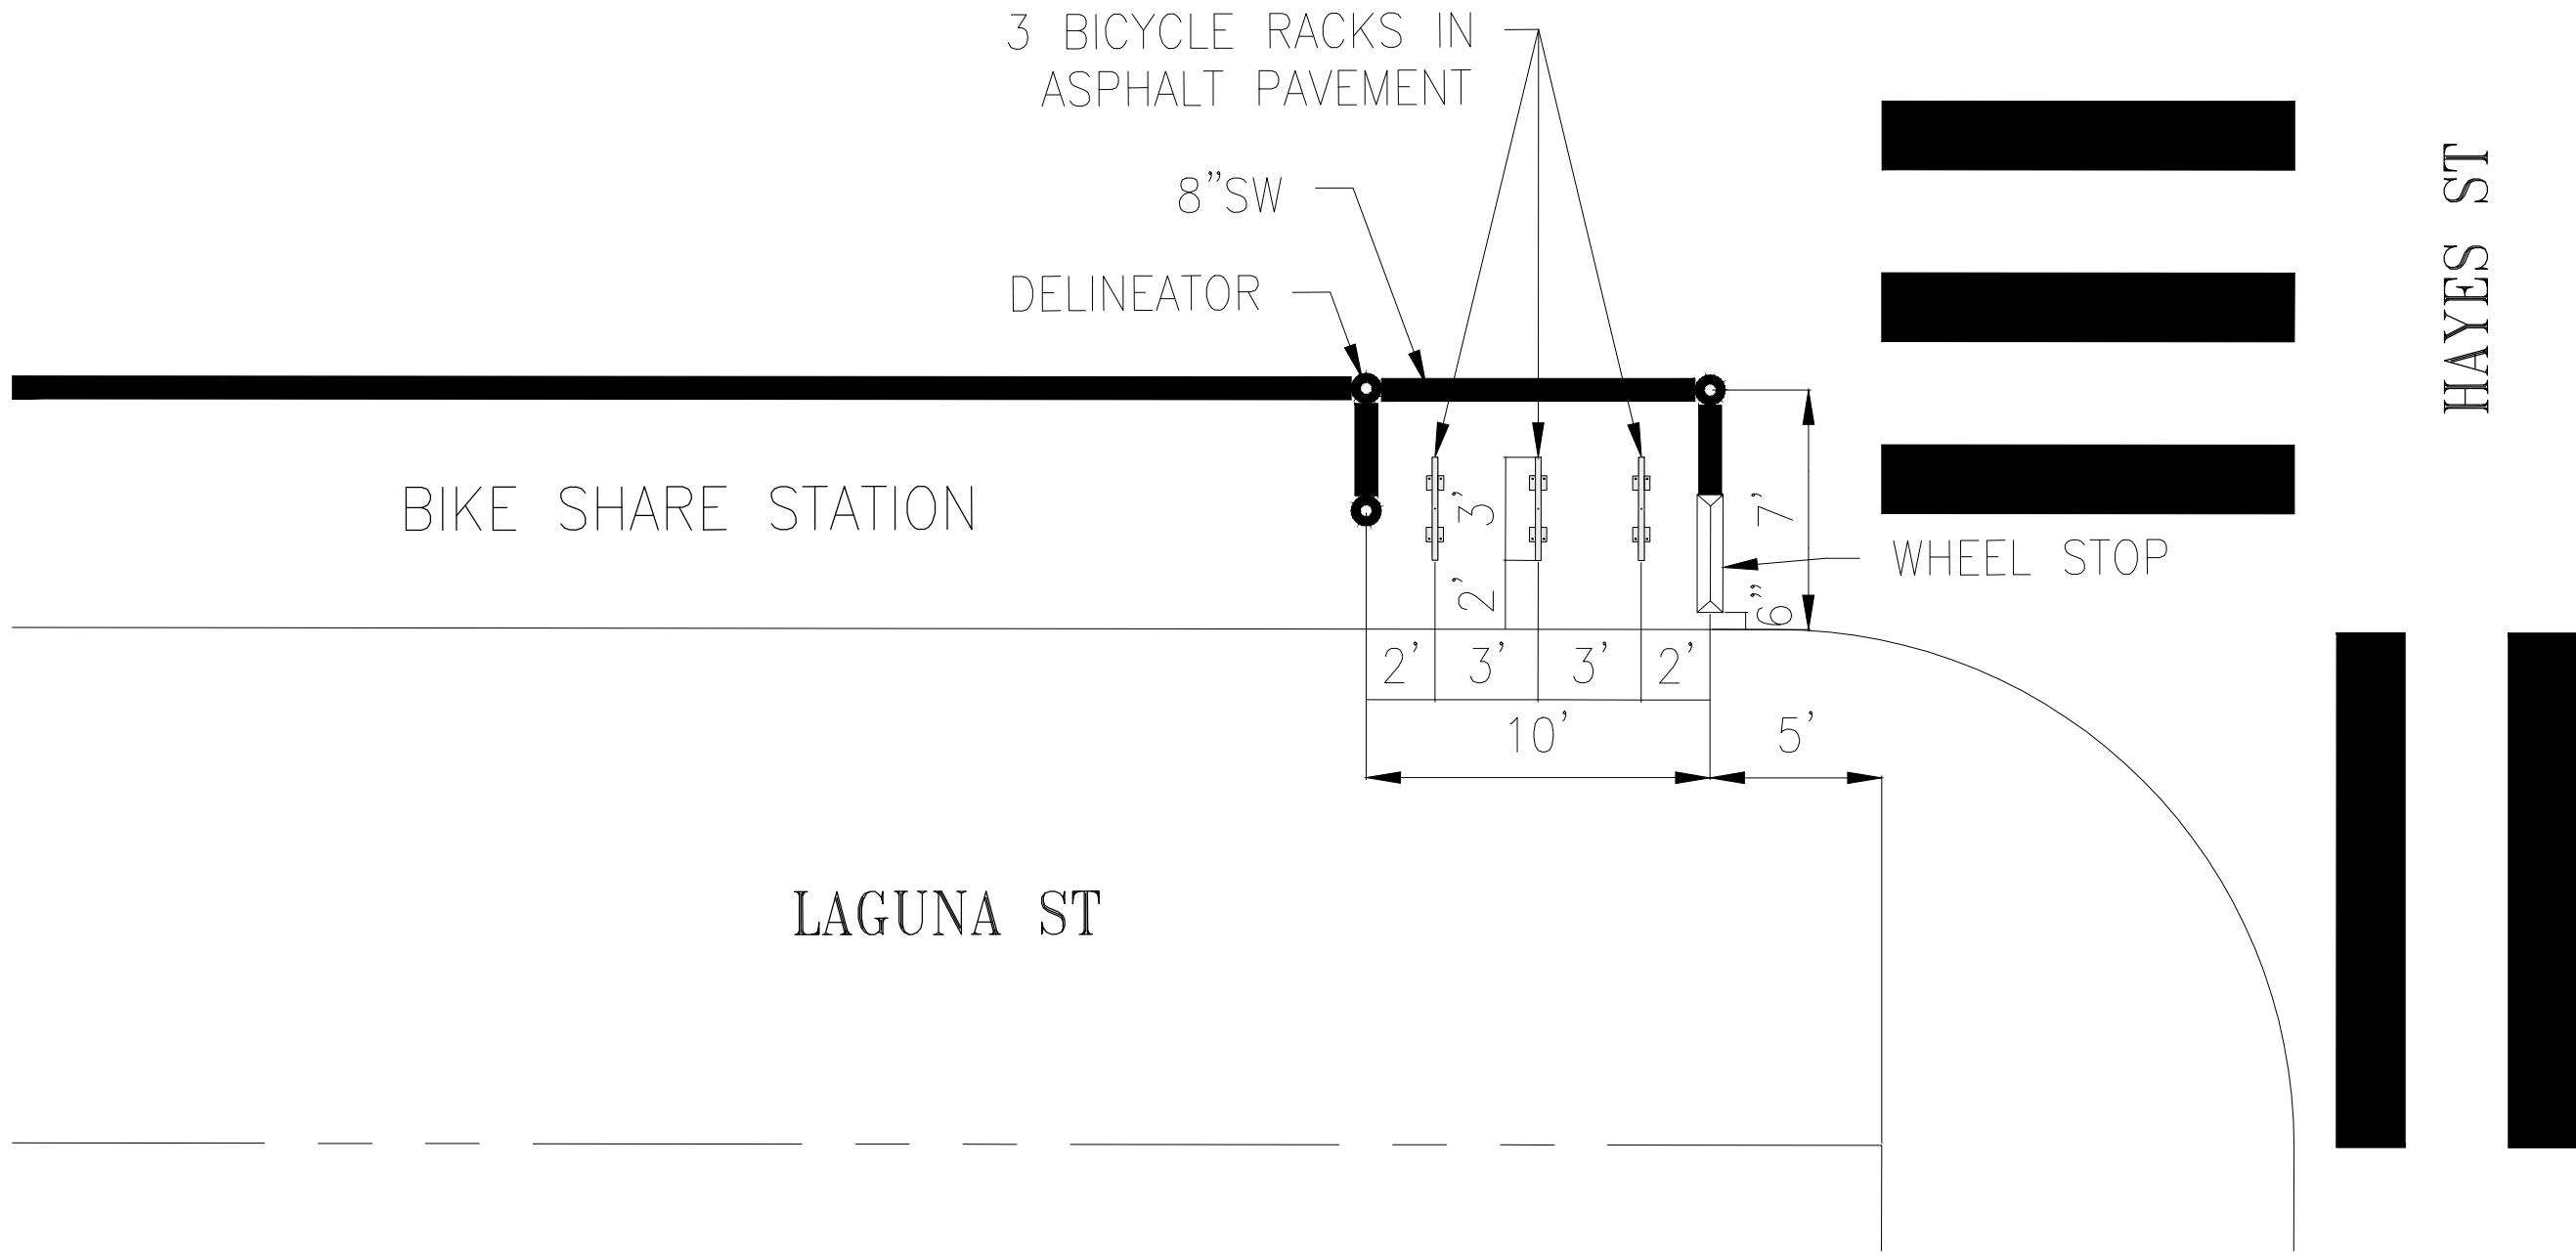 3 BICYCLE RACKS IN
ASPHALT PAVEMENT
8"SW
DELINEATOR
HAYES ST
BIKE SHARE STATION
3'
7'
WHEEL STOP
2'
6"
2'
3'
3'
2'
10'
5'
LAGUNA ST